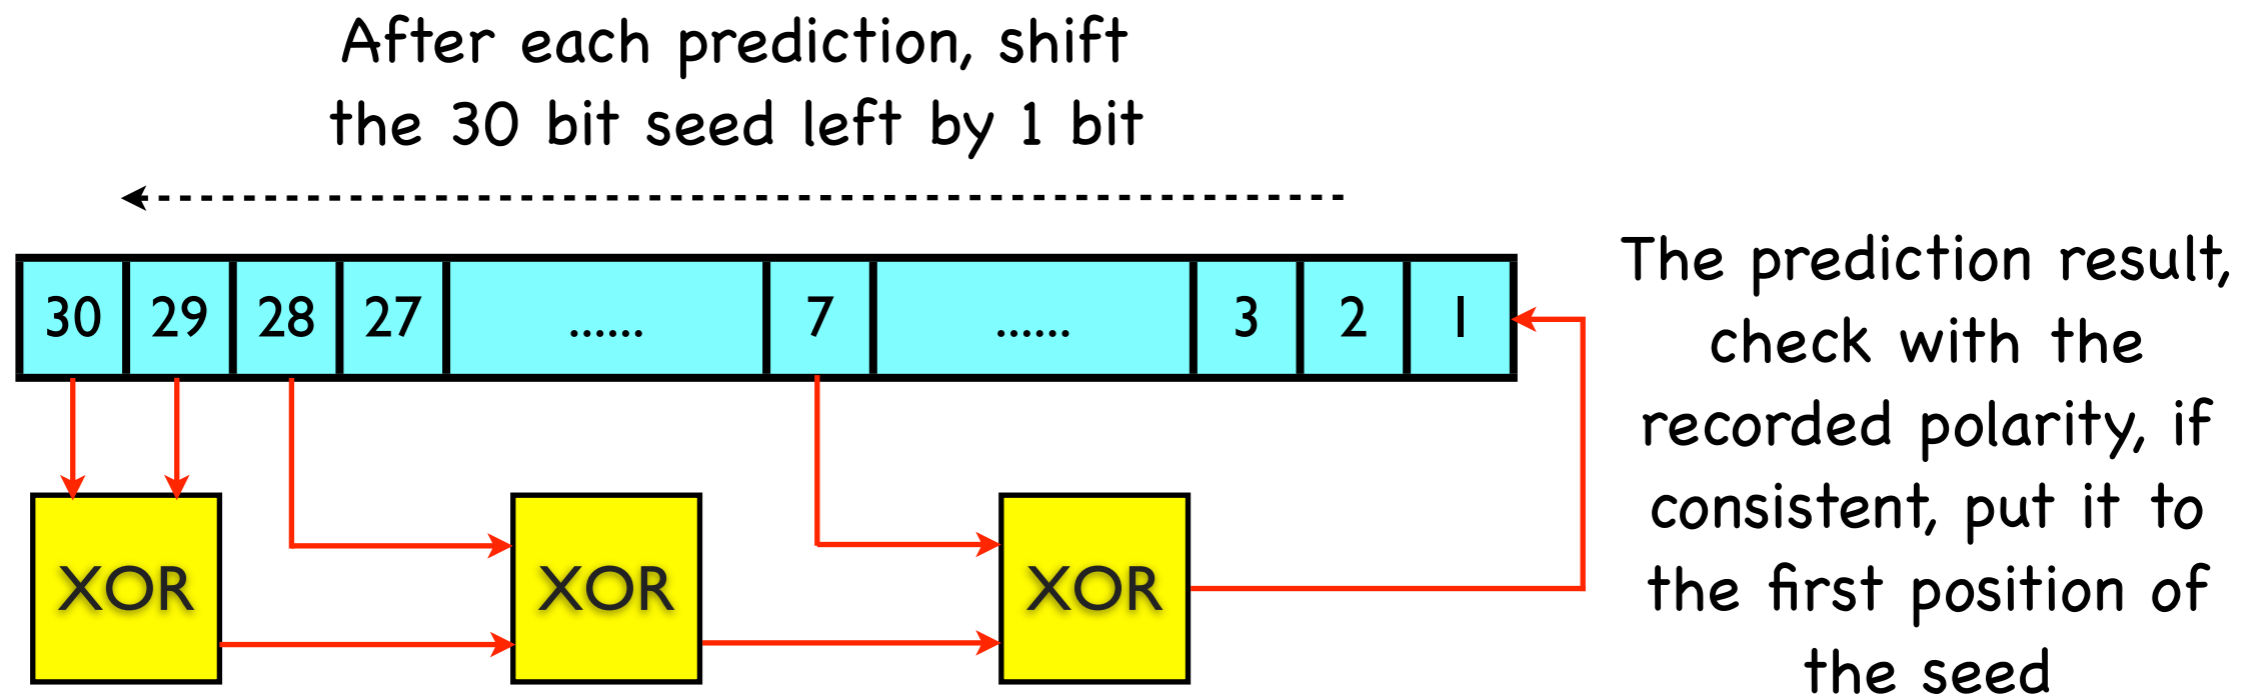 After each prediction, shift
the 30 bit seed left by 1 bit
30 29 28 27 ...... 7 ...... 3 2 1
The prediction result,
check with the
recorded polarity, if
consistent, put it to
the first position of
the seed
XOR XOR XOR